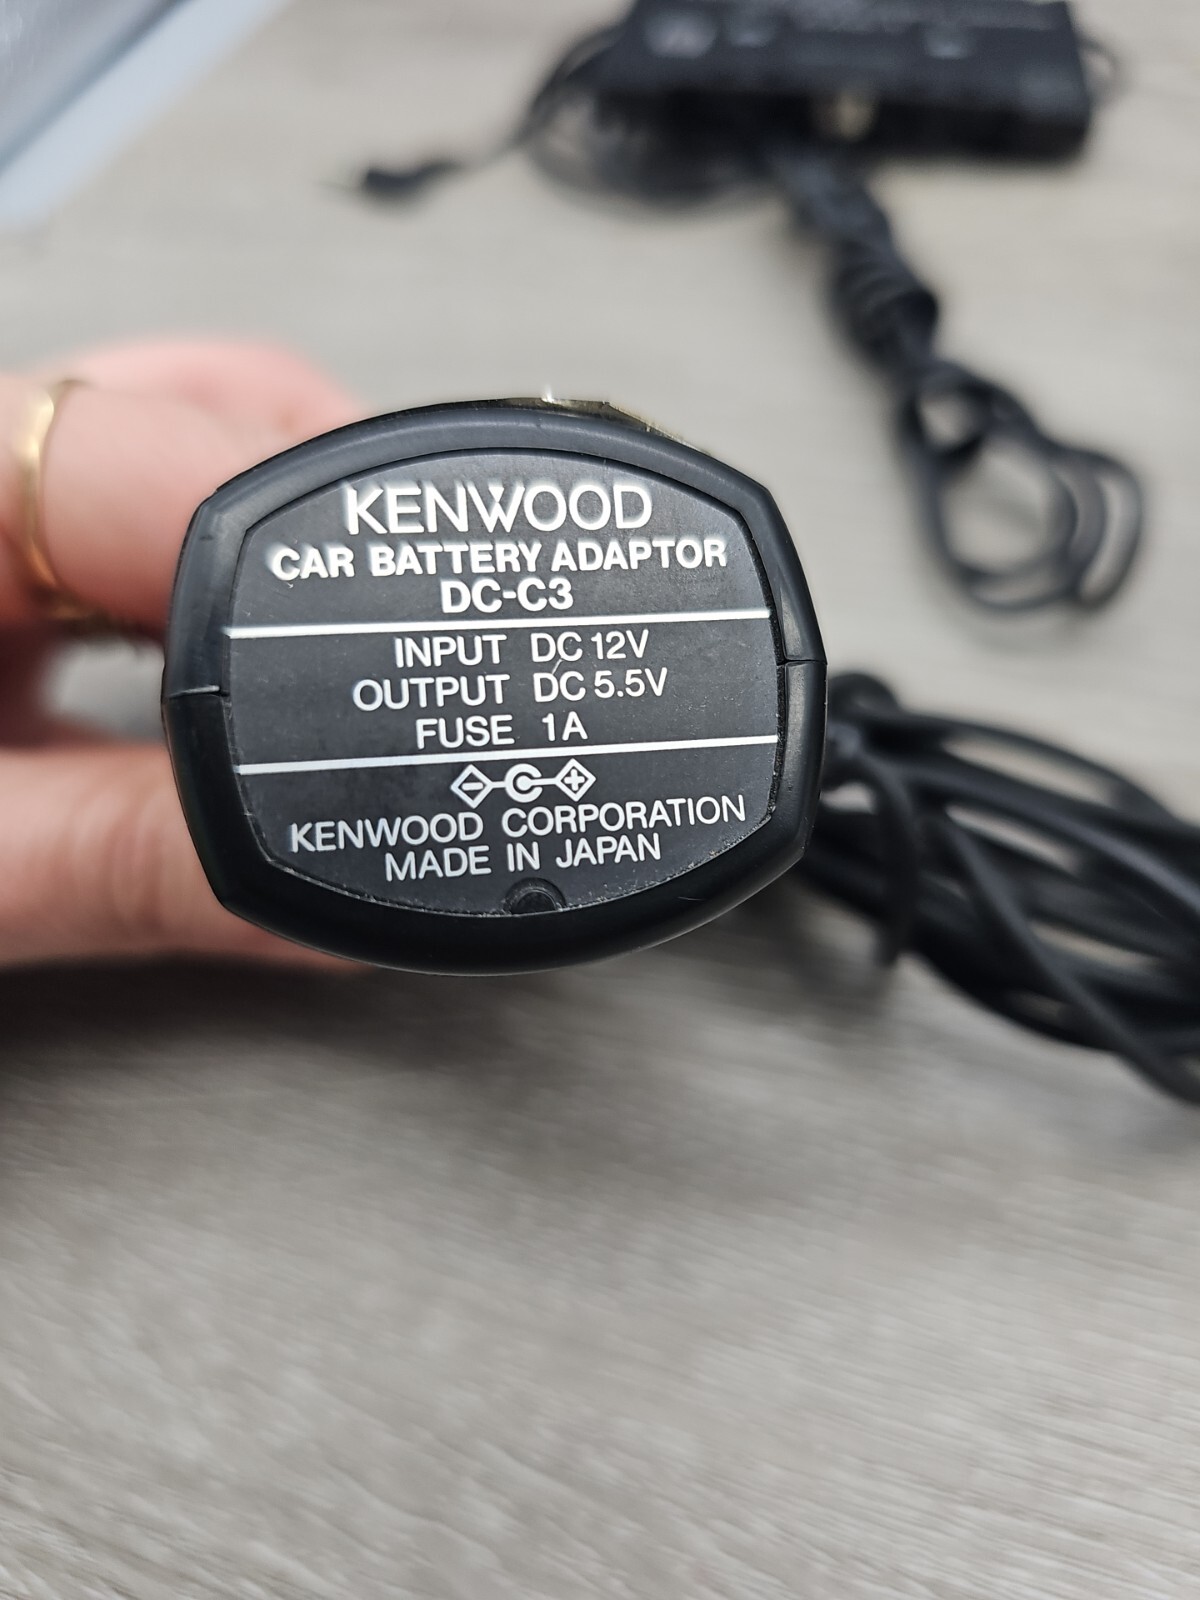 KENWOOD
CAR BATTERY ADAPTOR
DC-C3
INPUT DC 12V
OUTPUT DC 5.5V
FUSE 1A
KENWOOD CORPORATION
MADE IN JAPAN